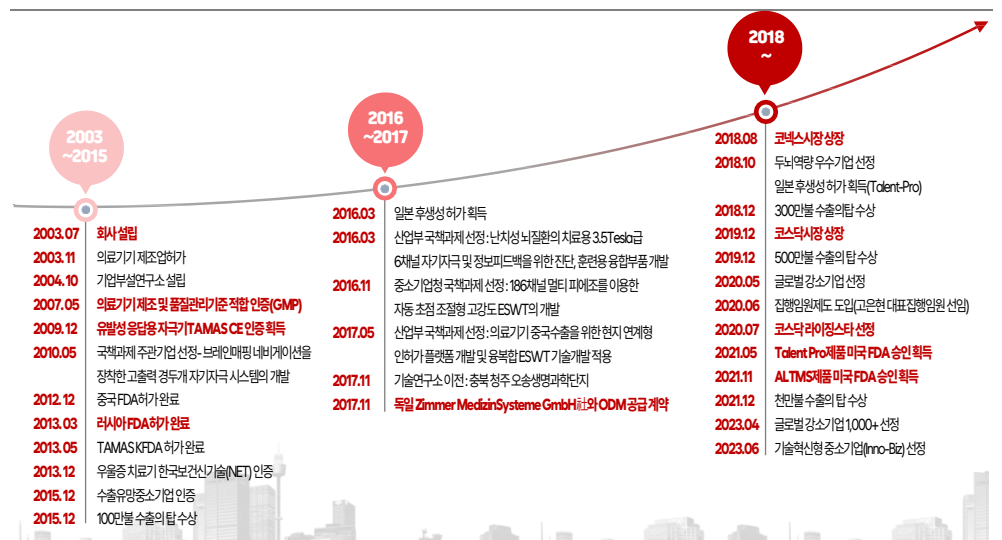 2003
~2015
2003.07 회사 설립
2003.11 의료기기 제조업허가
2004.10 기업부설연구소 설립
2007.05 의료기기 제조 및 품질관리기준 적합 인증(GMP)
2009.12 유발성 응답용 자극기TAMAS CE 인증 획득
2010.05 국책과제 주관기업 선정- 브레인매핑 네비게이션을
장착한 고출력 경두개 자기자극 시스템의 개발
2012.12 중국 FDA 허가 완료
2013.03 러시아 FDA 허가 완료
2013.05 TAMAS KFDA 허가 완료
2013.12 우울증 치료기 한국보건신기술(NET) 인증
2015.12 수출유망중소기업 인증
2015.12 100만불 수출의 탑 수상
2016
~2017
2016.03 일본 후생성 허가 획득
2016.03 산업부 국책과제 선정 : 난치성 뇌질환의 치료용 3.5Tesla급
6채널 자기자극 및 정보피드백을 위한 진단, 훈련용 융합부품 개발
2016.11 중소기업청 국책과제 선정 : 186채널 멀티 피에조를 이용한
자동 초점 조절형 고강도 ESWT의 개발
2017.05 산업부 국책과제 선정 : 의료기기 중국수출을 위한 현지 연계형
인허가 플랫폼 개발 및 융복합 ESWT 기술개발 적용
2017.11 기술연구소 이전 : 충북 청주 오송생명과학단지
2017.11 독일 Zimmer MedizinSysteme GmbH社와 ODM 공급 계약
2018
~
2018.08 코넥스시장 상장
2018.10 두뇌역량 우수기업 선정
일본 후생성 허가 획득(Talent-Pro)
2018.12 300만불 수출의탑 수상
2019.12 코스닥시장 상장
2019.12 500만불 수출의 탑 수상
2020.05 글로벌 강소기업 선정
2020.06 집행임원제도 도입(고은현 대표집행임원 선임)
2020.07 코스닥 라이징스타 선정
2021.05 Talent Pro제품 미국 FDA 승인 획득
2021.11 ALTMS제품 미국 FDA 승인 획득
2021.12 천만불 수출의 탑 수상
2023.04 글로벌 강소기업 1,000+ 선정
2023.06 기술혁신형 중소기업(Inno-Biz) 선정